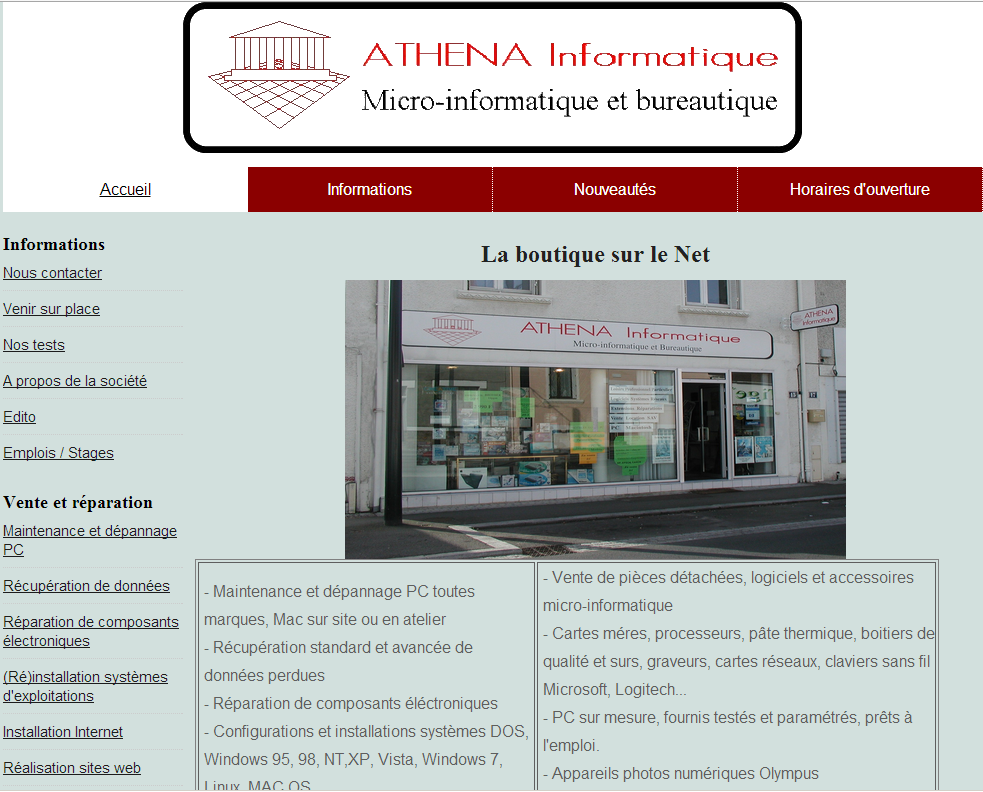 ATHENA Informatique
Micro-informatique et bureautique
Accueil
Informations
Nouveautés
Horaires d'ouverture
Informations
Nous contacter
Venir sur place
Nos tests
A propos de la société
Edito
Emplois / Stages
Vente et réparation
Maintenance et dépannage
PC
Récupération de données
Réparation de composants
électroniques
(Ré)installation systèmes
d'exploitations
Installation Internet
Réalisation sites web
La boutique sur le Net
ATHENA Informatique
Micro-informatique et Bureautique
ATHENA
Informatique
- Maintenance et dépannage PC toutes
marques, Mac sur site ou en atelier
- Récupération standard et avancée de
données perdues
- Réparation de composants éléctroniques
- Configurations et installations systèmes DOS,
Windows 95, 98, NT,XP, Vista, Windows 7,
Linux, MAC OS
- Vente de pièces détachées, logiciels et accessoires
micro-informatique
- Cartes méres, processeurs, pâte thermique, boitiers de
qualité et surs, graveurs, cartes réseaux, claviers sans fil
Microsoft, Logitech...
- PC sur mesure, fournis testés et paramétrés, prêts à
l'emploi.
- Appareils photos numériques Olympus